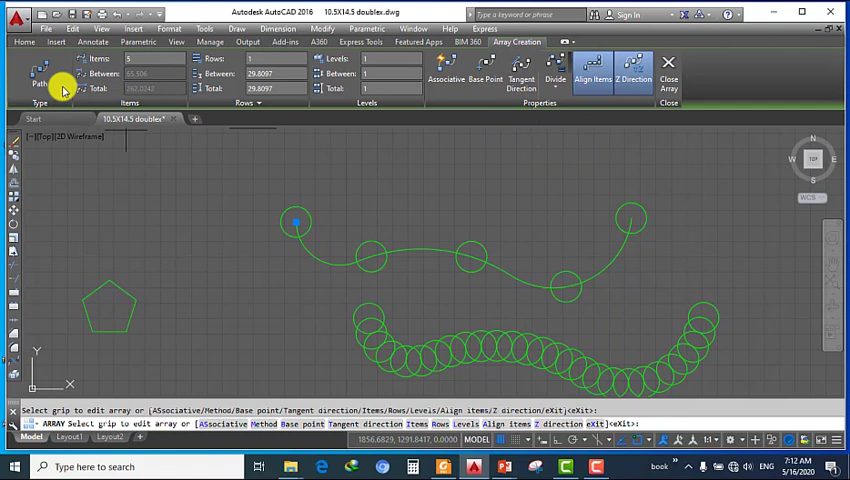 Autodesk AutoCAD 2016 10.5X14.5 doublex.dwg
Type a keyword or phrase
Sign In
File Edit View Insert Format Tools Draw Dimension Modify Parametric Window Help Express
Home Insert Annotate Parametric View Manage Output Add-ins A360 Express Tools Featured Apps BIM 360 Performance Array Creation
Items: 5 Rows: 1 Levels: 1
Between: 65.506 Between: 29.8097 Between: 1
Total: 262.0243 Total: 29.8097 Total: 1
Path Associative Base Point Tangent Direction Divide Align Items Z Direction Close Array
Type Items Rows Levels Properties Close
Start 10.5X14.5 doublex*
[−][Top][2D Wireframe]
N
W TOP E
S
WCS
Y
X
Select grip to edit array or [ASsociative/Method/Base point/Tangent direction/Items/Rows/Levels/Align items/Z direction/eXit]<eXit>:
ARRAY Select grip to edit array or [ASsociative Method Base point Tangent direction Items Rows Levels Align items Z direction eXit]<eXit>:
Model Layout1 Layout2
1856.6829, 1291.8417, 0.0000 MODEL 1:1
Type here to search
book ENG 7:12 AM
5/16/2020